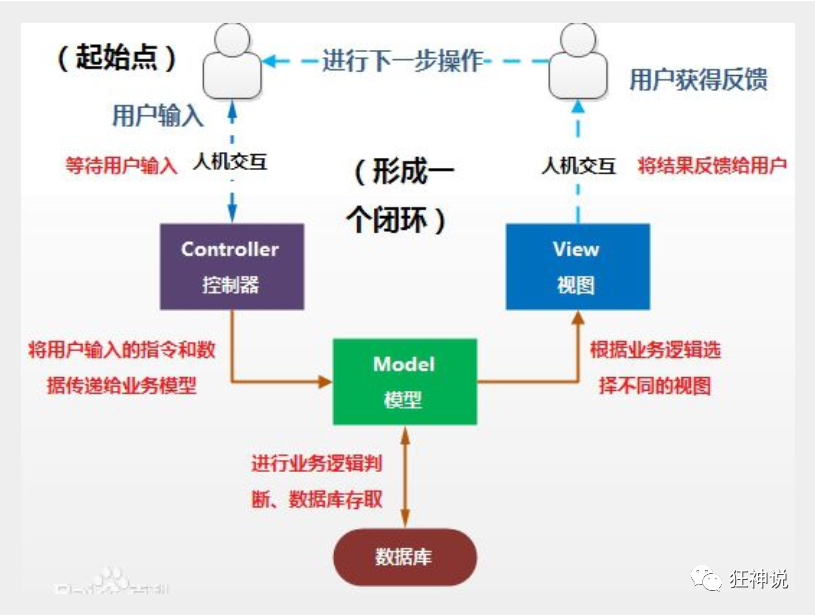 （起始点）
进行下一步操作
用户获得反馈
用户输入
等待用户输入
人机交互
（形成一
个闭环）
人机交互
将结果反馈给用户
Controller
控制器
View
视图
将用户输入的指令和数
据传递给业务模型
Model
模型
根据业务逻辑选
择不同的视图
进行业务逻辑判
断、数据库存取
数据库
狂神说